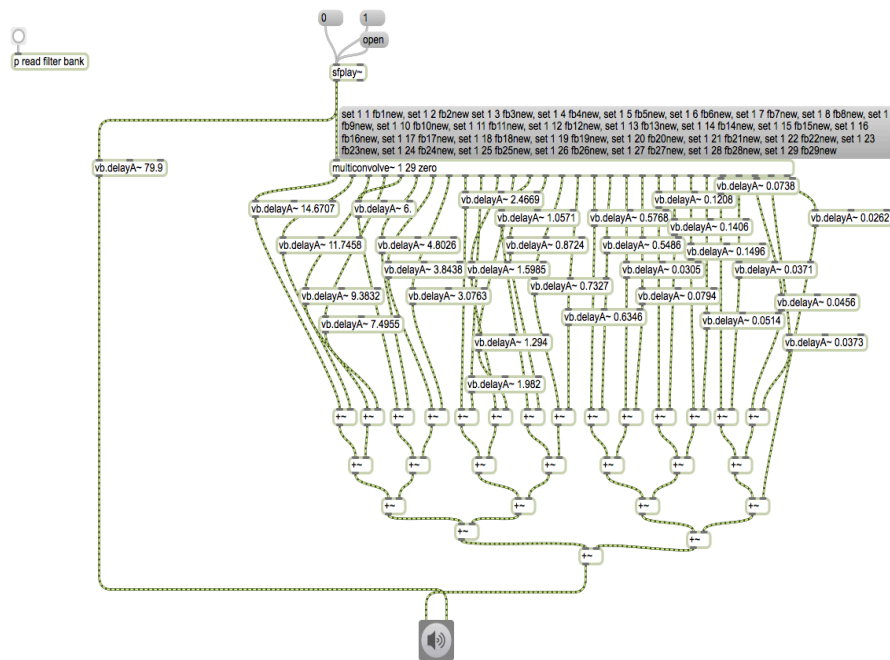 0
1
open
p read filter bank
sfplay~
set 1 1 fb1new, set 1 2 fb2new set 1 3 fb3new, set 1 4 fb4new, set 1 5 fb5new, set 1 6 fb6new, set 1 7 fb7new, set 1 8 fb8new, set 1
fb9new, set 1 10 fb10new, set 1 11 fb11new, set 1 12 fb12new, set 1 13 fb13new, set 1 14 fb14new, set 1 15 fb15new, set 1 16
fb16new, set 1 17 fb17new, set 1 18 fb18new, set 1 19 fb19new, set 1 20 fb20new, set 1 21 fb21new, set 1 22 fb22new, set 1 23
fb23new, set 1 24 fb24new, set 1 25 fb25new, set 1 26 fb26new, set 1 27 fb27new, set 1 28 fb28new, set 1 29 fb29new
vb.delayA~ 79.9
multiconvolve~ 1 29 zero
vb.delayA~ 0.0738
vb.delayA~ 2.4669
vb.delayA~ 0.1208
vb.delayA~ 14.6707
vb.delayA~ 6.
vb.delayA~ 1.0571
vb.delayA~ 0.5768
vb.delayA~ 0.0262
vb.delayA~ 0.1406
vb.delayA~ 11.7458
vb.delayA~ 4.8026
vb.delayA~ 0.8724
vb.delayA~ 0.5486
vb.delayA~ 0.1496
vb.delayA~ 3.8438
vb.delayA~ 1.5985
vb.delayA~ 0.0305
vb.delayA~ 0.0371
vb.delayA~ 0.7327
vb.delayA~ 9.3832
vb.delayA~ 3.0763
vb.delayA~ 0.0794
vb.delayA~ 0.0456
vb.delayA~ 0.6346
vb.delayA~ 0.0514
vb.delayA~ 7.4955
vb.delayA~ 1.294
vb.delayA~ 0.0373
vb.delayA~ 1.982
+~ +~ +~ +~ +~ +~ +~ +~ +~ +~ +~ +~ +~ +~
+~ +~ +~ +~ +~ +~ +~
+~ +~ +~ +~
+~ +~
+~